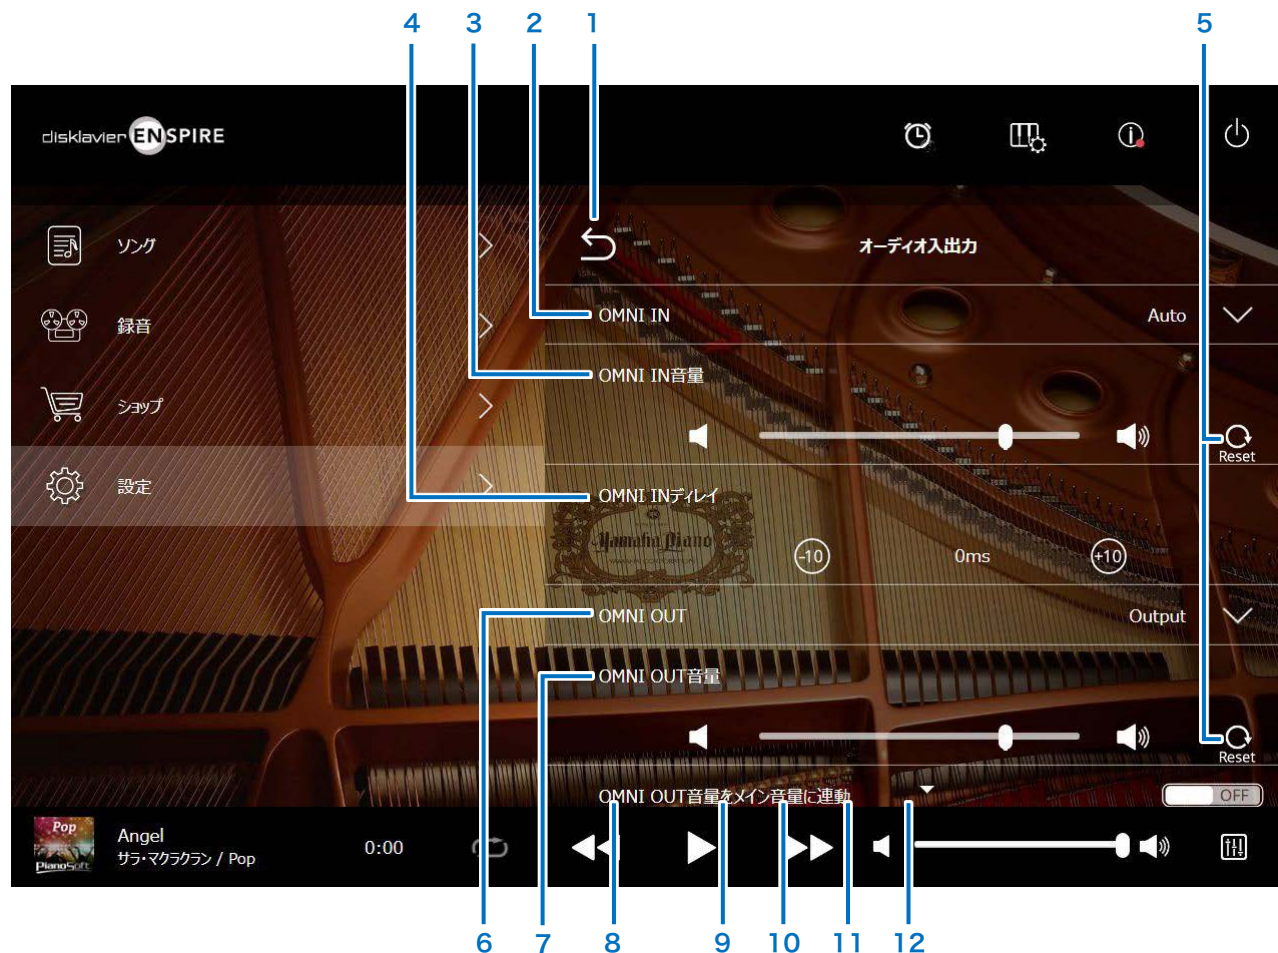 4 3 2 1 5
disklavier ENSPIRE
ソング
録音
ショップ
設定
オーディオ入出力
OMNI IN Auto
OMNI IN音量
Reset
OMNI INディレイ
Yamaha Piano
-10 0ms +10
OMNI OUT Output
OMNI OUT音量
Reset
OMNI OUT音量をメイン音量に連動 OFF
Pop
PianoSoft
Angel
サラ・マクラクラン / Pop
0:00
6 7 8 9 10 11 12